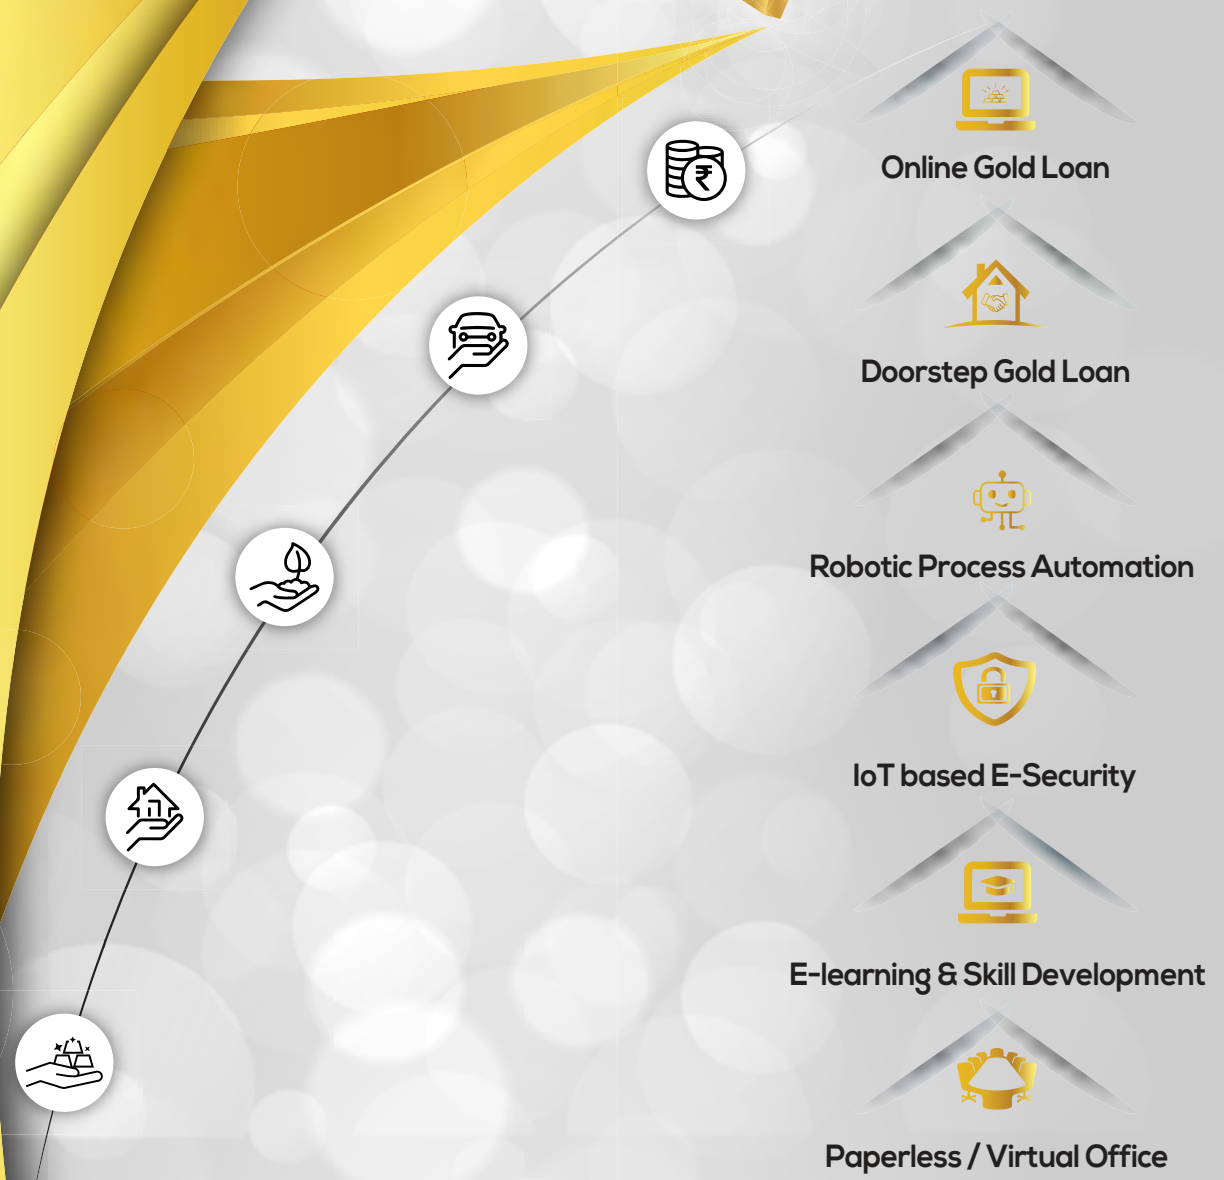 Online Gold Loan
Doorstep Gold Loan
Robotic Process Automation
IoT based E-Security
E-learning & Skill Development
Paperless / Virtual Office